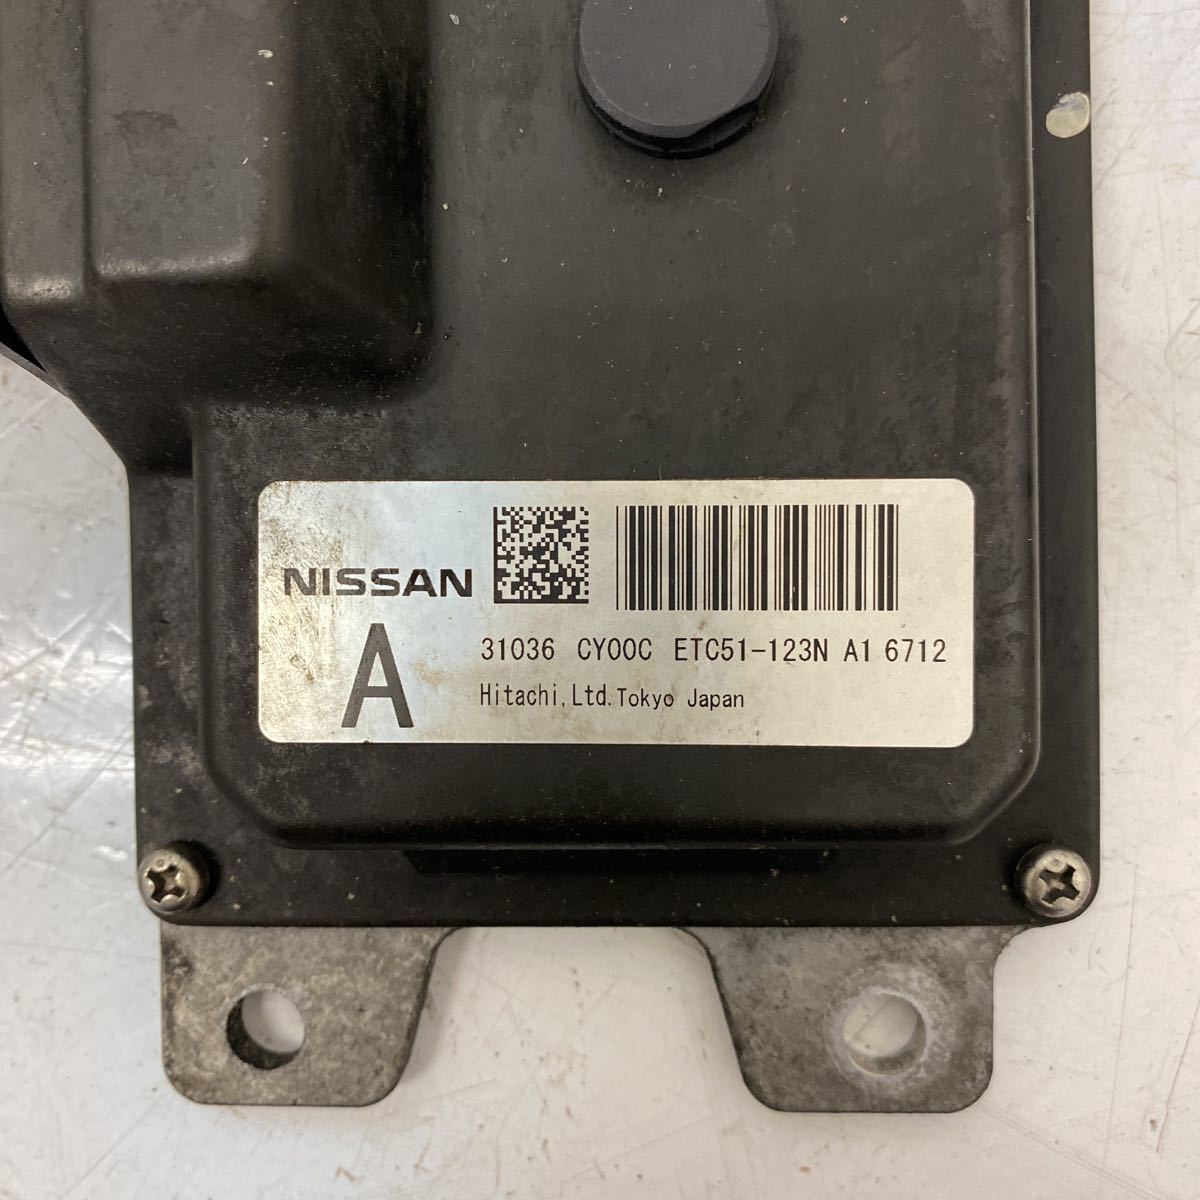 NISSAN
A
31036 CY00C ETC51-123N A1 6712
Hitachi,Ltd.Tokyo Japan